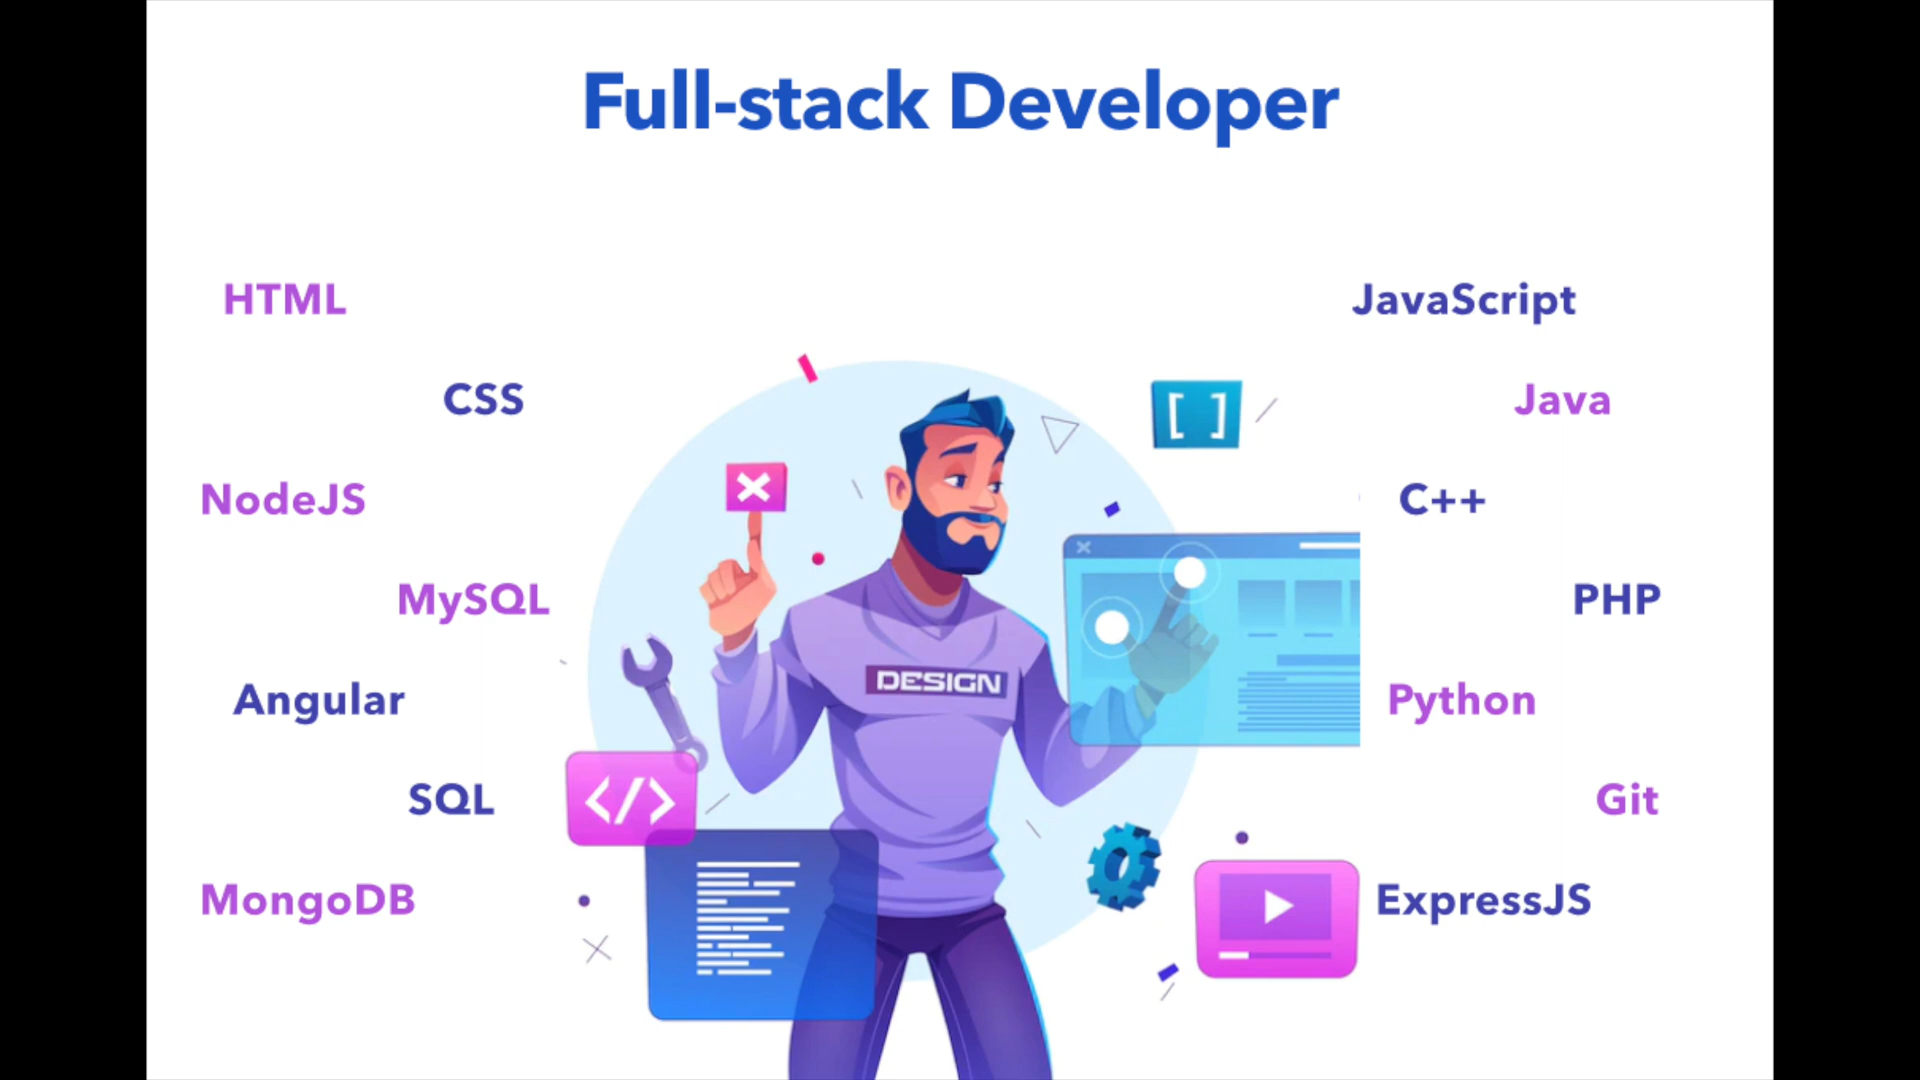 Full-stack Developer
HTML
JavaScript
CSS
Java
NodeJS
C++
MySQL
PHP
DESIGN
Angular
Python
SQL
Git
</>
[ ]
MongoDB
ExpressJS